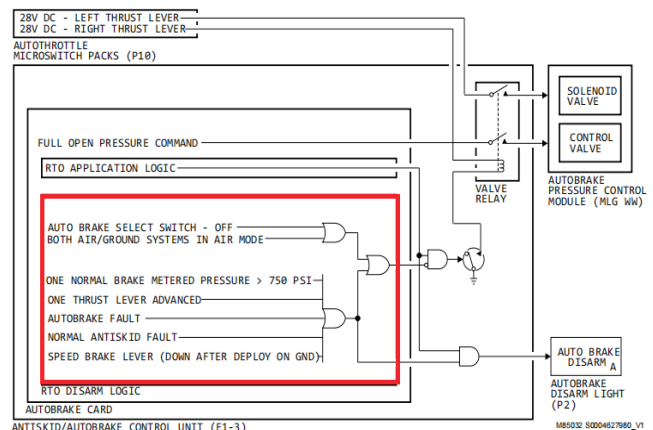 28V DC - LEFT THRUST LEVER
28V DC - RIGHT THRUST LEVER
AUTOTHROTTLE
MICROSWITCH PACKS (P10)
SOLENOID
VALVE
FULL OPEN PRESSURE COMMAND
CONTROL
VALVE
RTO APPLICATION LOGIC
VALVE
RELAY
AUTOBRAKE
PRESSURE CONTROL
MODULE (MLG WW)
AUTO BRAKE SELECT SWITCH - OFF
BOTH AIR/GROUND SYSTEMS IN AIR MODE
ONE NORMAL BRAKE METERED PRESSURE > 750 PSI
ONE THRUST LEVER ADVANCED
AUTOBRAKE FAULT
NORMAL ANTISKID FAULT
SPEED BRAKE LEVER (DOWN AFTER DEPLOY ON GND)
AUTO BRAKE
DISARM A
RTO DISARM LOGIC
AUTOBRAKE
DISARM LIGHT
(P2)
AUTOBRAKE CARD
ANTISKID/AUTOBRAKE CONTROL UNIT (E1-3)
M85032 S0004627980_V1